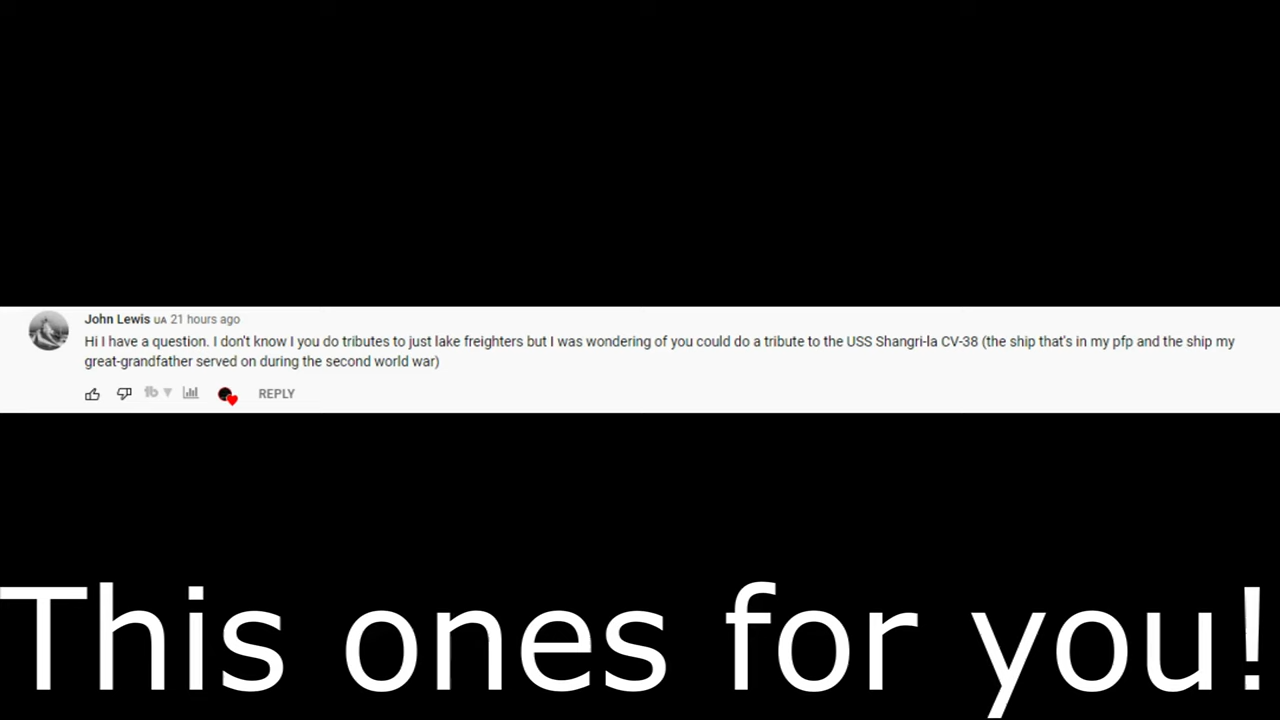 John Lewis UA 21 hours ago
Hi I have a question. I don't know I you do tributes to just lake freighters but I was wondering of you could do a tribute to the USS Shangri-la CV-38 (the ship that's in my pfp and the ship my
great-grandfather served on during the second world war)
REPLY
This ones for you!